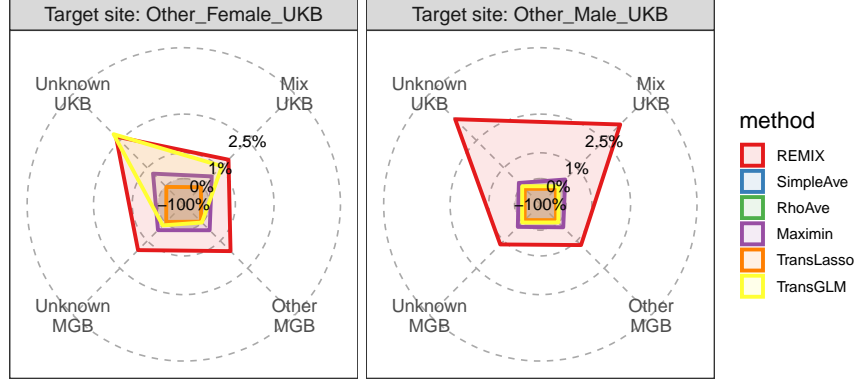 Target site: Other_Female_UKB
Target site: Other_Male_UKB
Unknown
UKB
Mix
UKB
2.5%
1%
0%
−100%
Unknown
MGB
Other
MGB
Unknown
UKB
Mix
UKB
2.5%
1%
0%
−100%
Unknown
MGB
Other
MGB
method
REMIX
SimpleAve
RhoAve
Maximin
TransLasso
TransGLM